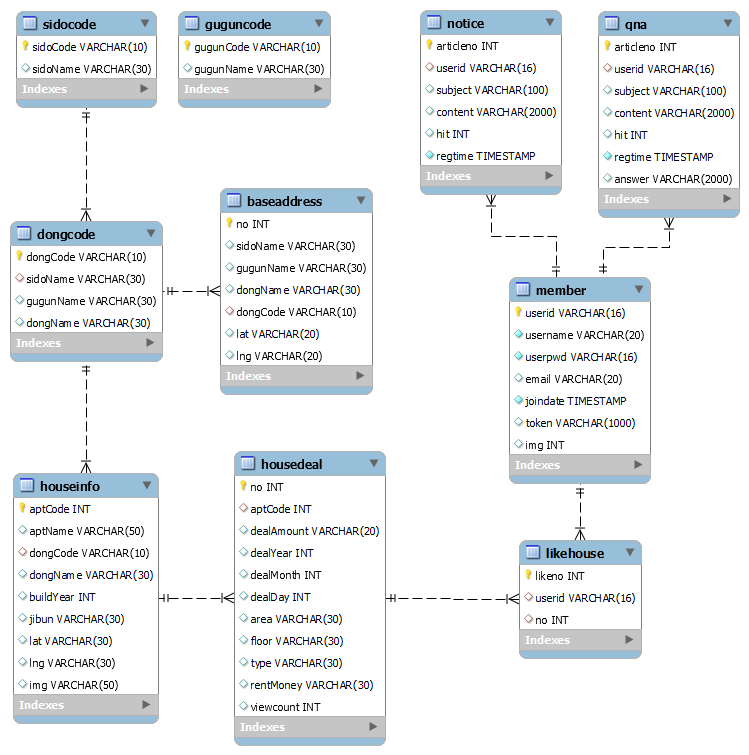 sidocode
sidoCode VARCHAR(10)
sidoName VARCHAR(30)
Indexes
guguncode
gugunCode VARCHAR(10)
gugunName VARCHAR(30)
Indexes
notice
articleno INT
userid VARCHAR(16)
subject VARCHAR(100)
content VARCHAR(2000)
hit INT
regtime TIMESTAMP
Indexes
qna
articleno INT
userid VARCHAR(16)
subject VARCHAR(100)
content VARCHAR(2000)
hit INT
regtime TIMESTAMP
answer VARCHAR(2000)
Indexes
dongcode
dongCode VARCHAR(10)
sidoName VARCHAR(30)
gugunName VARCHAR(30)
dongName VARCHAR(30)
Indexes
baseaddress
no INT
sidoName VARCHAR(30)
gugunName VARCHAR(30)
dongName VARCHAR(30)
dongCode VARCHAR(10)
lat VARCHAR(20)
lng VARCHAR(20)
Indexes
member
userid VARCHAR(16)
username VARCHAR(20)
userpwd VARCHAR(16)
email VARCHAR(20)
joindate TIMESTAMP
token VARCHAR(1000)
img INT
Indexes
houseinfo
aptCode INT
aptName VARCHAR(50)
dongCode VARCHAR(10)
dongName VARCHAR(30)
buildYear INT
jibun VARCHAR(30)
lat VARCHAR(30)
lng VARCHAR(30)
img VARCHAR(50)
Indexes
housedeal
no INT
aptCode INT
dealAmount VARCHAR(20)
dealYear INT
dealMonth INT
dealDay INT
area VARCHAR(30)
floor VARCHAR(30)
type VARCHAR(30)
rentMoney VARCHAR(30)
viewcount INT
Indexes
likehouse
likeno INT
userid VARCHAR(16)
no INT
Indexes